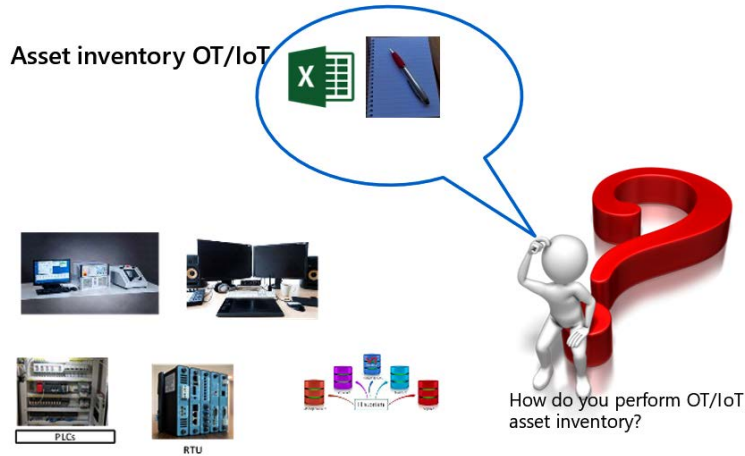 Asset inventory OT/IoT
X
PLCs
RTU
How do you perform OT/IoT
asset inventory?